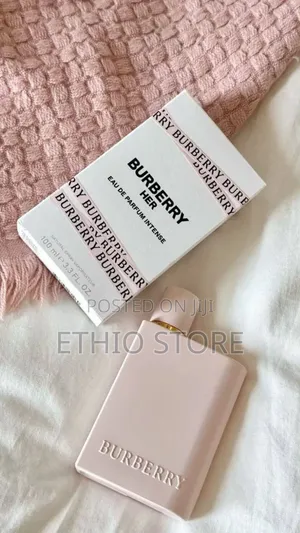 BURBERRY BURBERRY BURBE
BURBERRY
HER
EAU DE PARFUM INTENSE
BURBERRY BURBERRY
BURBERRY BURBERRY
100 ml ℮ 3.3 FL. OZ
POSTED ON JIJI
ETHIO STORE
BURBERRY